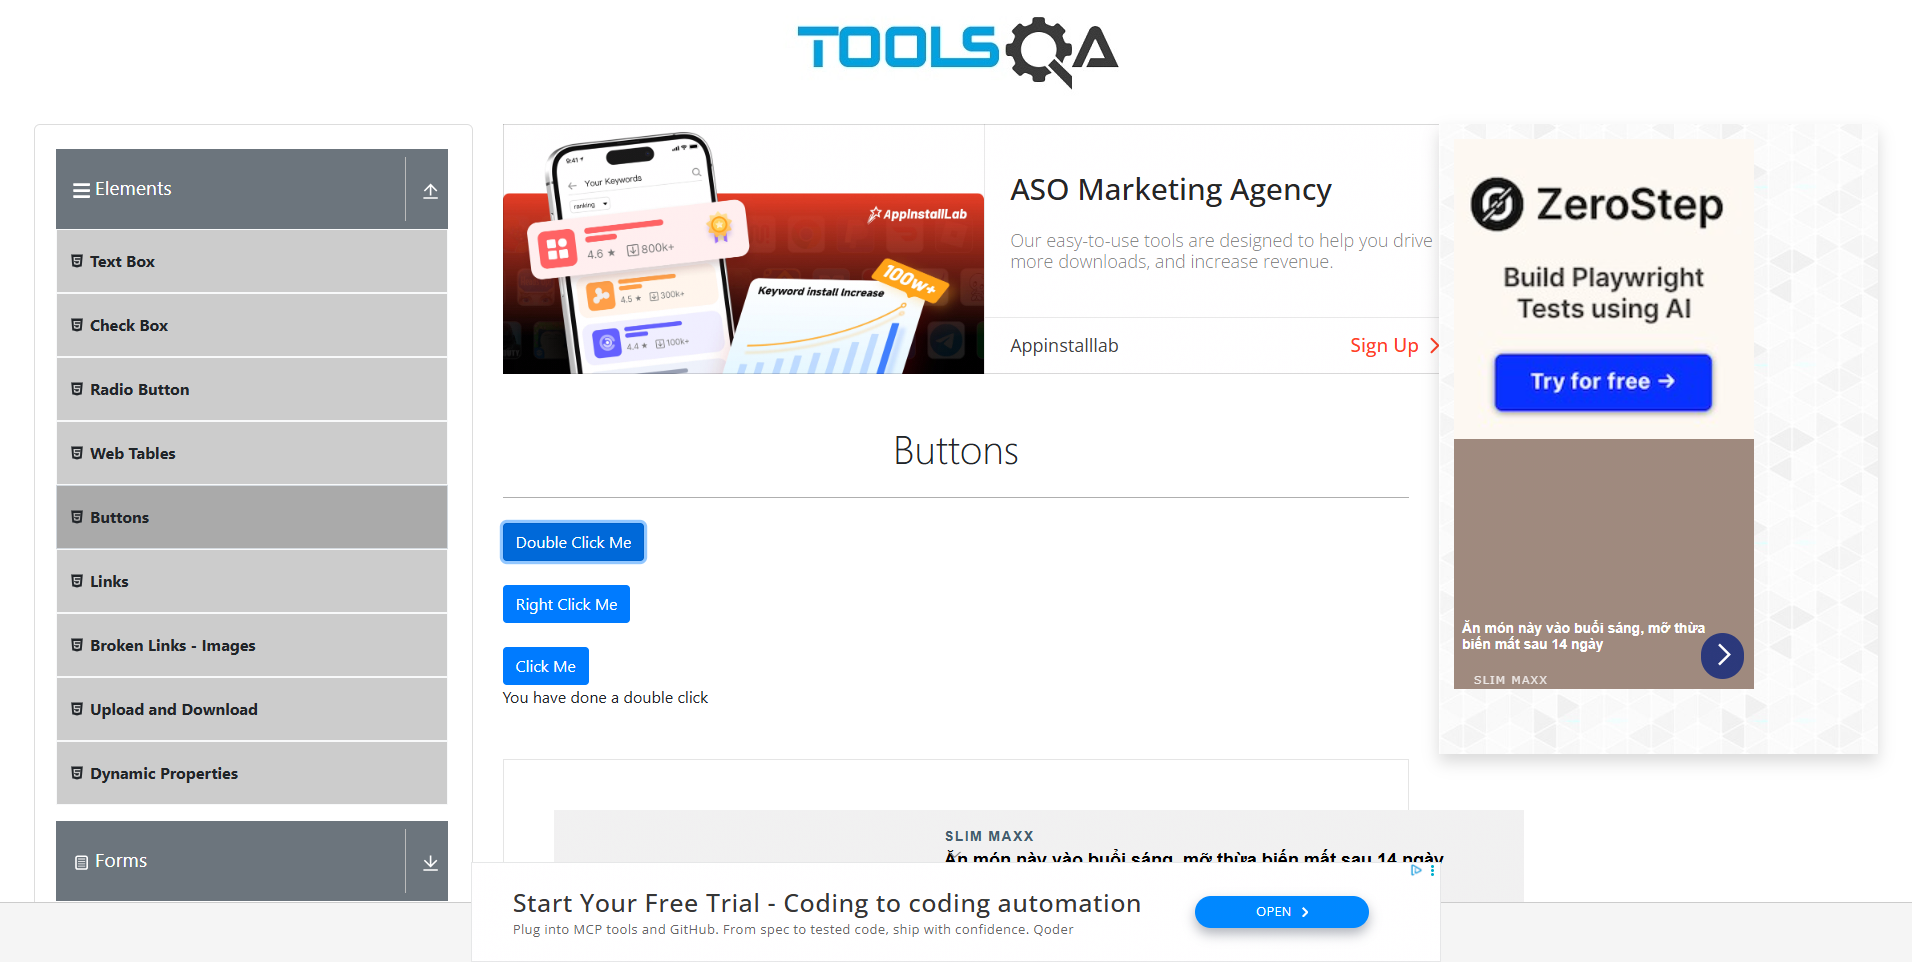 TOOLSQA
Elements
Text Box
Check Box
Radio Button
Web Tables
Buttons
Links
Broken Links - Images
Upload and Download
Dynamic Properties
Forms
9:41
Your Keywords
ranking
4.6 ★ 800k+
4.5 ★ 300k+
4.4 ★ 100k+
AppInstallLab
100w+
Keyword install Increase
ASO Marketing Agency
Our easy-to-use tools are designed to help you drive
more downloads, and increase revenue.
Appinstalllab
Sign Up
Buttons
Double Click Me
Right Click Me
Click Me
You have done a double click
ZeroStep
Build Playwright
Tests using AI
Try for free →
Ăn món này vào buổi sáng, mỡ thừa
biến mất sau 14 ngày
SLIM MAXX
SLIM MAXX
Ăn món này vào buổi sáng, mỡ thừa biến mất sau 14 ngày
Start Your Free Trial - Coding to coding automation
Plug into MCP tools and GitHub. From spec to tested code, ship with confidence. Qoder
OPEN